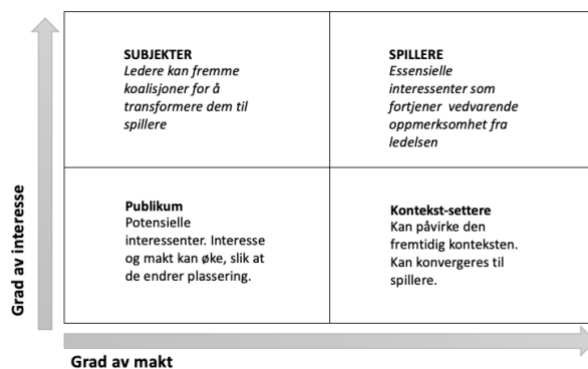 SUBJEKTER
Ledere kan fremme
koalisjoner for å
transformere dem til
spillere
SPILLERE
Essensielle
interessenter som
fortjener vedvarende
oppmerksomhet fra
ledelsen
Publikum
Potensielle
interessenter. Interesse
og makt kan øke, slik at
de endrer plassering.
Kontekst-settere
Kan påvirke den
fremtidig konteksten.
Kan konvergeres til
spillere.
Grad av interesse
Grad av makt